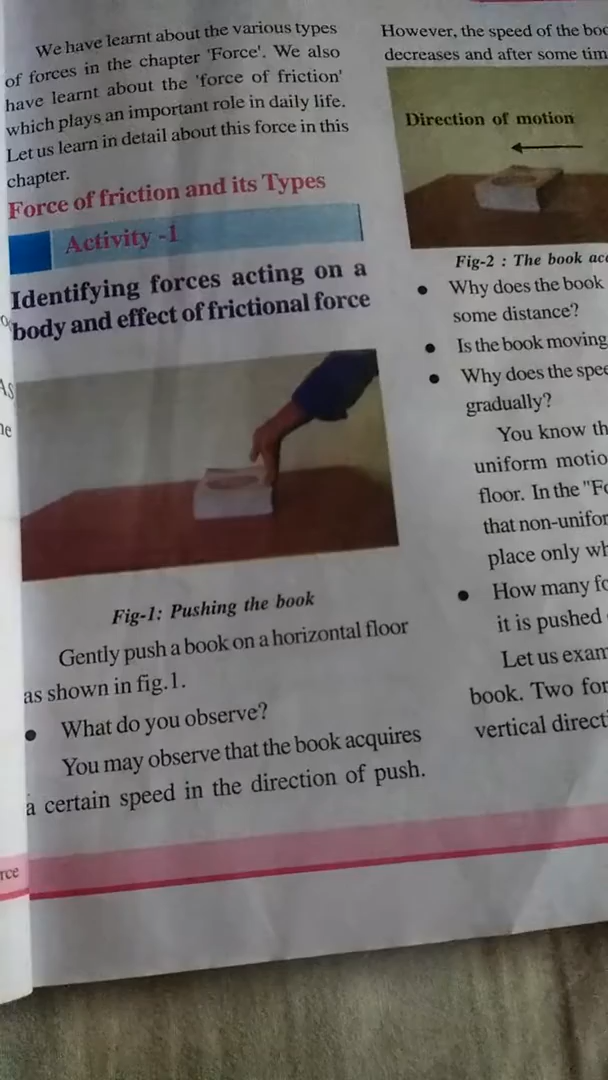 We have learnt about the various types
of forces in the chapter 'Force'. We also
have learnt about the 'force of friction'
which plays an important role in daily life.
Let us learn in detail about this force in this
chapter.
Force of friction and its Types
Activity -1
Identifying forces acting on a
body and effect of frictional force
Fig-1: Pushing the book
Gently push a book on a horizontal floor
as shown in fig.1.
• What do you observe?
You may observe that the book acquires
a certain speed in the direction of push.
However, the speed of the
decreases and after some
Direction of motion
Fig-2 : The book
• Why does the book
some distance?
• Is the book moving
• Why does the
gradually?
You know
uniform
floor. In the
that
place only
• How many
it is pushed
Let us
book. Two
vertical